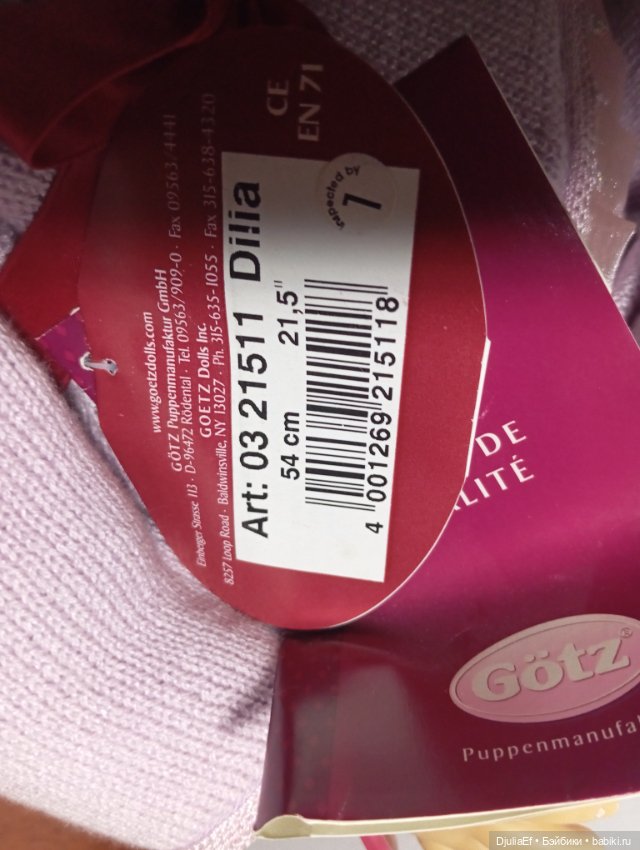 CE
EN 71
www.goetzdolls.com
GÖTZ Puppenmanufaktur GmbH
Einberger Strasse 113 · D-96472 Rödental · Tel. 09563/909-0 · Fax 09563/4441
GOETZ Dolls Inc.
8257 Loop Road · Baldwinsville, NY 13027 · Ph. 315-635-1055 · Fax 315-638-4320
Art: 03 21511 Dilia
54 cm 21,5"
4 001269 215118
inspected by
7
DE
LITÉ
Götz®
Puppenmanufa
DjuliaEf • Бэйбики • babiki.ru